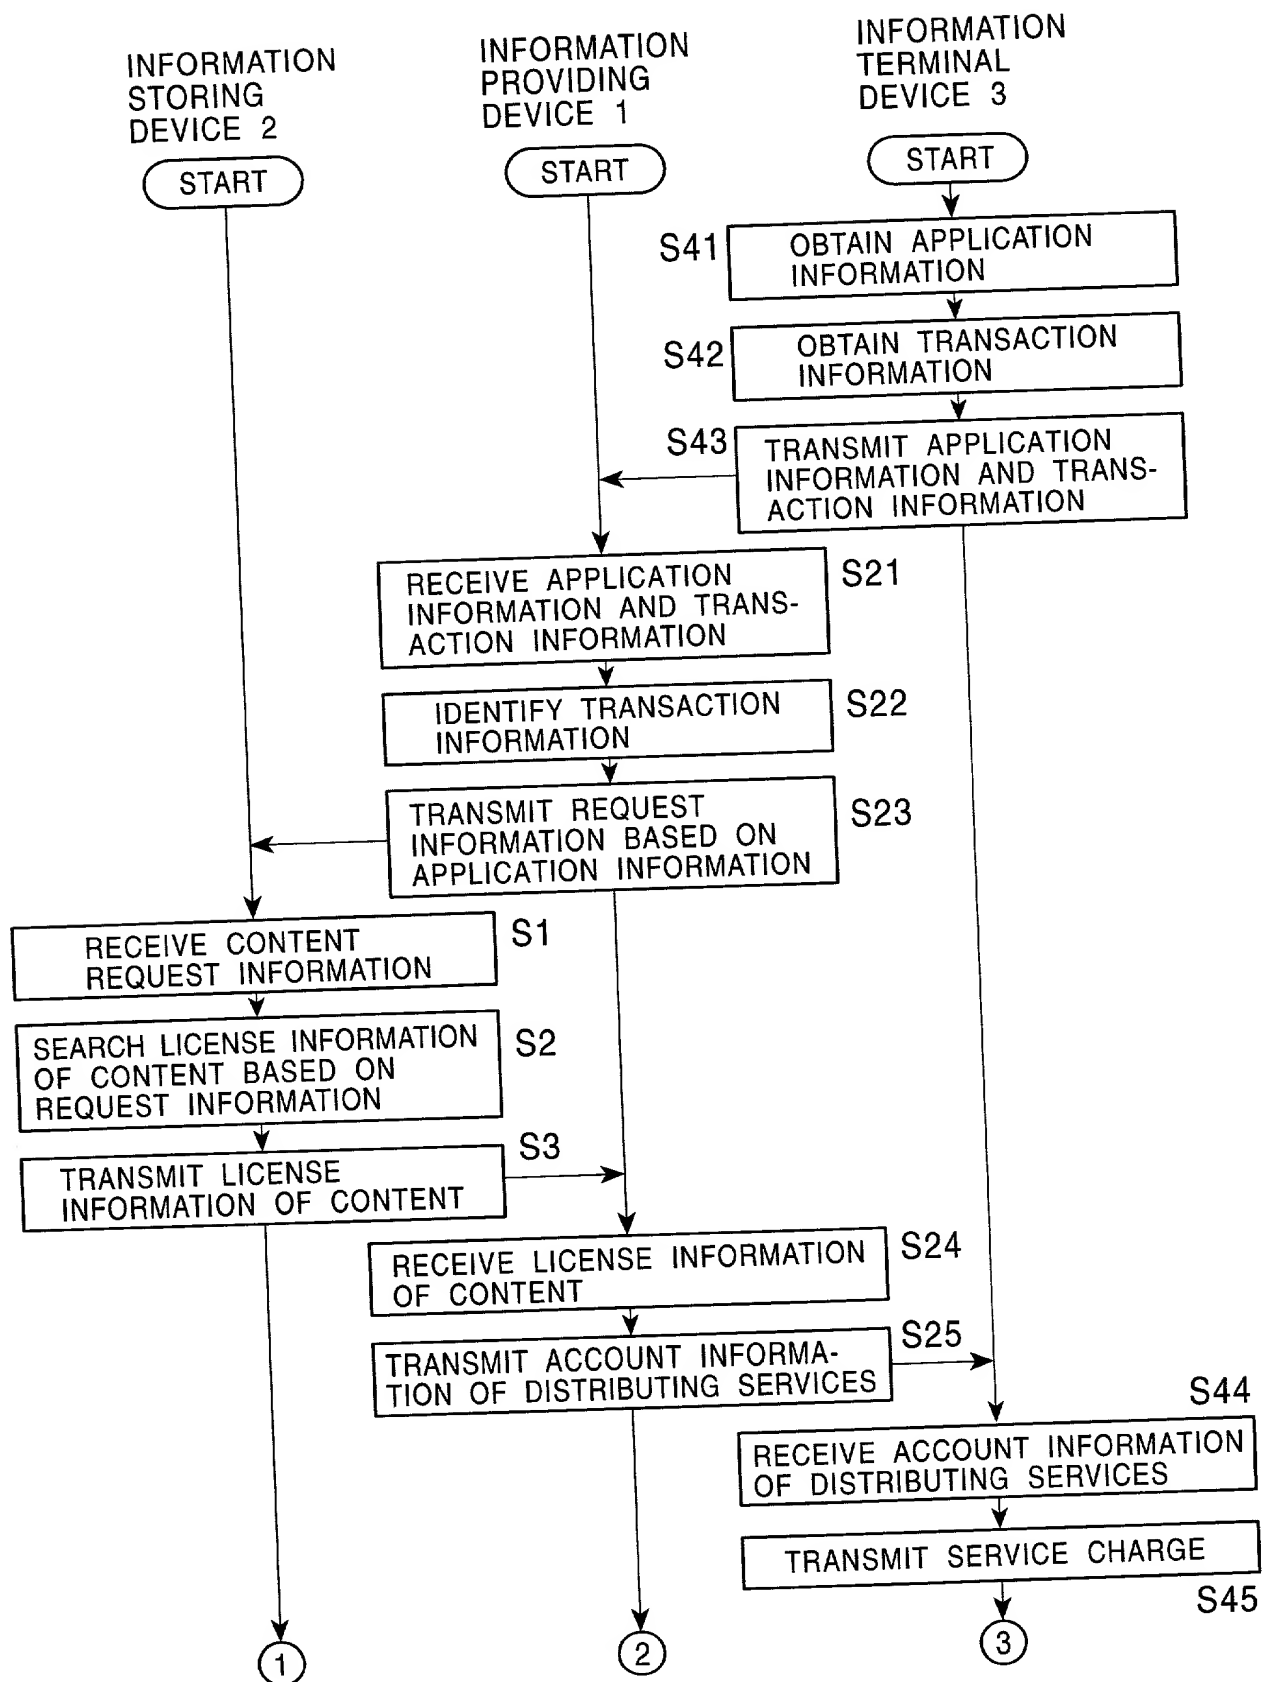 INFORMATION
STORING
DEVICE 2
INFORMATION
PROVIDING
DEVICE 1
INFORMATION
TERMINAL
DEVICE 3
START
START
START
S41
OBTAIN APPLICATION
INFORMATION
S42
OBTAIN TRANSACTION
INFORMATION
S43
TRANSMIT APPLICATION
INFORMATION AND TRANS-
ACTION INFORMATION
RECEIVE APPLICATION
INFORMATION AND TRANS-
ACTION INFORMATION
S21
IDENTIFY TRANSACTION
INFORMATION
S22
TRANSMIT REQUEST
INFORMATION BASED ON
APPLICATION INFORMATION
S23
RECEIVE CONTENT
REQUEST INFORMATION
S1
SEARCH LICENSE INFORMATION
OF CONTENT BASED ON
REQUEST INFORMATION
S2
TRANSMIT LICENSE
INFORMATION OF CONTENT
S3
RECEIVE LICENSE INFORMATION
OF CONTENT
S24
TRANSMIT ACCOUNT INFORMA-
TION OF DISTRIBUTING SERVICES
S25
S44
RECEIVE ACCOUNT INFORMATION
OF DISTRIBUTING SERVICES
TRANSMIT SERVICE CHARGE
S45
1
2
3